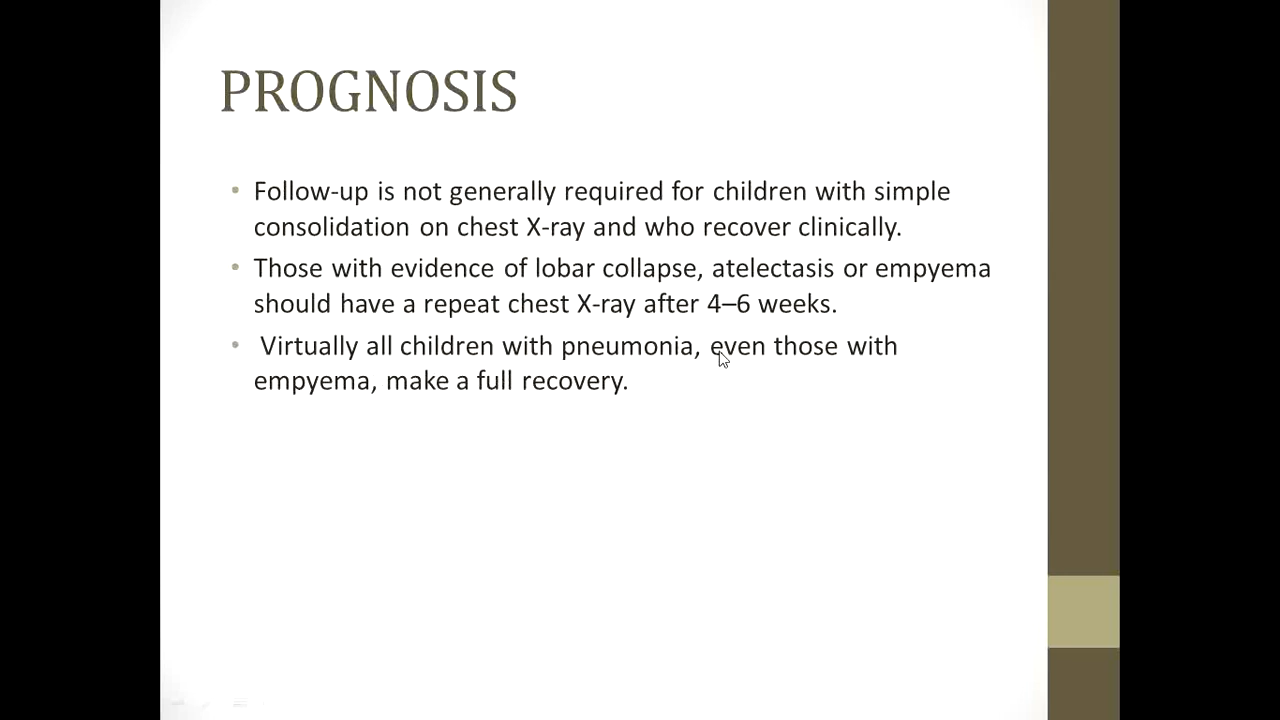 PROGNOSIS
• Follow-up is not generally required for children with simple
consolidation on chest X-ray and who recover clinically.
• Those with evidence of lobar collapse, atelectasis or empyema
should have a repeat chest X-ray after 4–6 weeks.
• Virtually all children with pneumonia, even those with
empyema, make a full recovery.